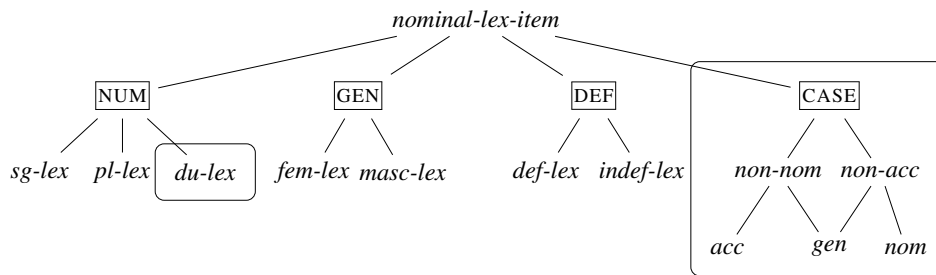 nominal-lex-item
NUM GEN DEF CASE
sg-lex pl-lex du-lex fem-lex masc-lex def-lex indef-lex non-nom non-acc
acc gen nom